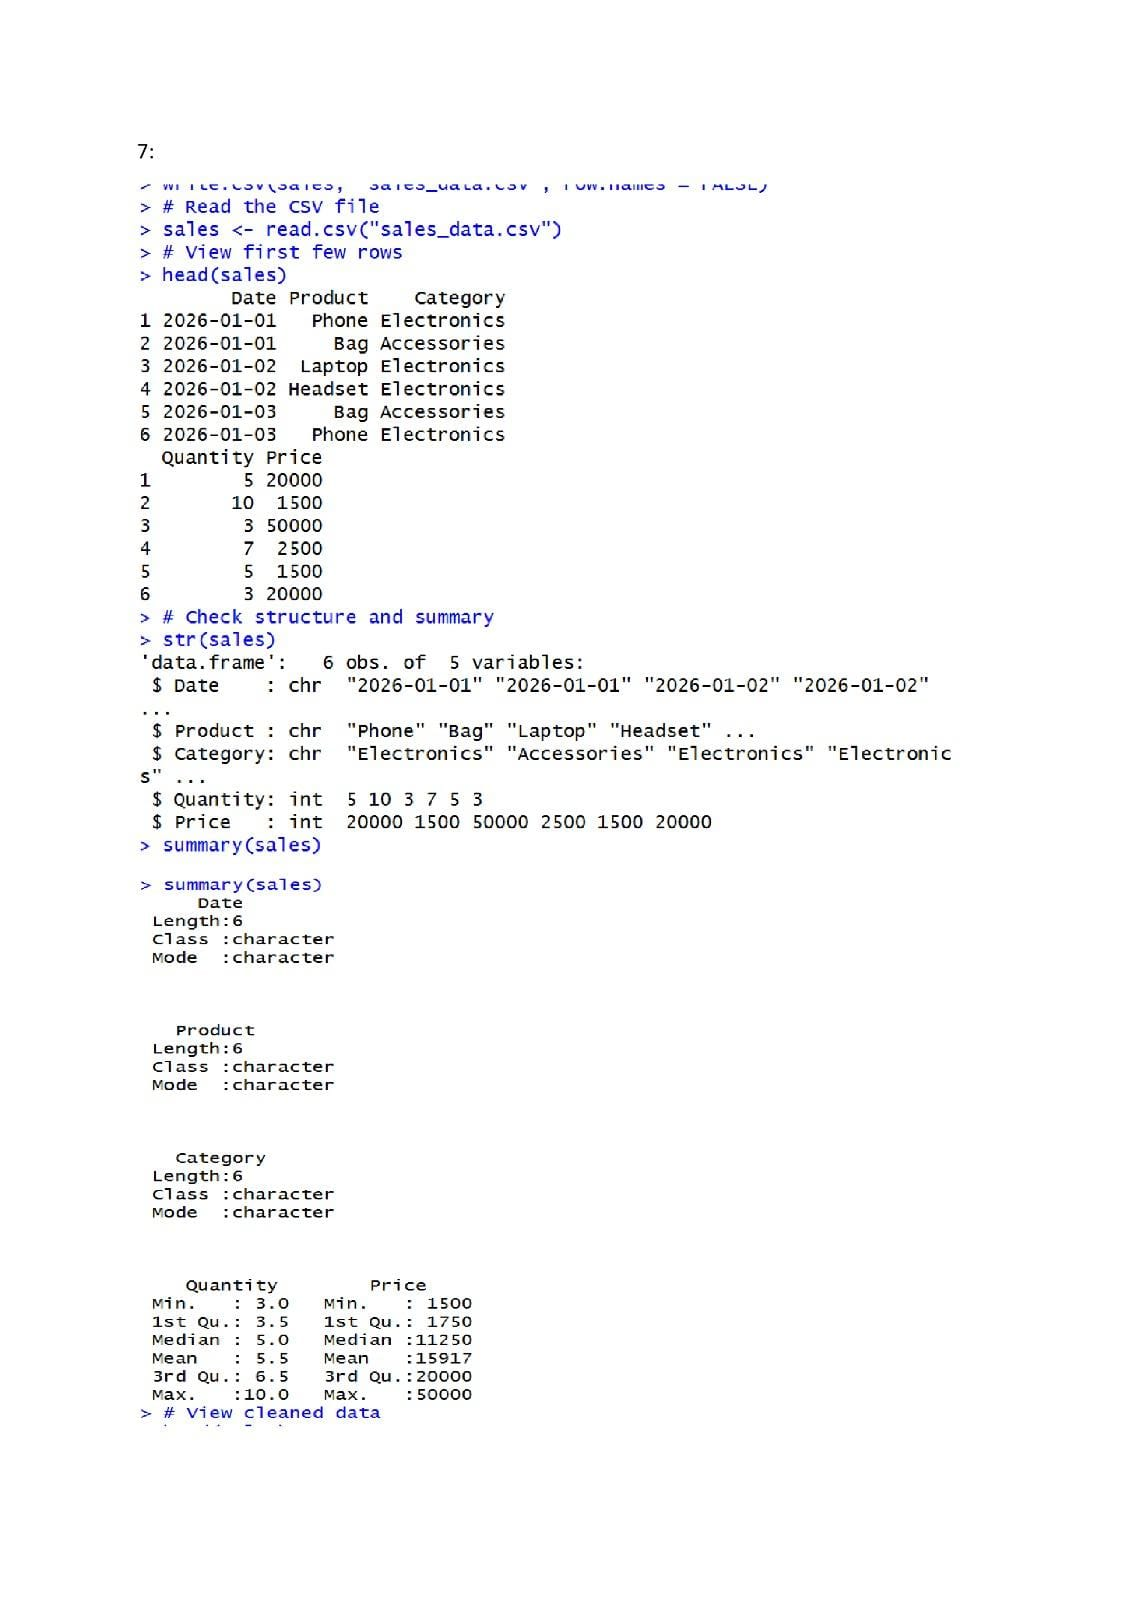 7:
> write.csv(sales, "sales_data.csv", row.names = FALSE)
> # Read the CSV file
> sales <- read.csv("sales_data.csv")
> # View first few rows
> head(sales)
        Date Product    Category
1 2026-01-01   Phone Electronics
2 2026-01-01     Bag Accessories
3 2026-01-02  Laptop Electronics
4 2026-01-02 Headset Electronics
5 2026-01-03     Bag Accessories
6 2026-01-03   Phone Electronics
  Quantity Price
1        5 20000
2       10  1500
3        3 50000
4        7  2500
5        5  1500
6        3 20000
> # Check structure and summary
> str(sales)
'data.frame':   6 obs. of  5 variables:
 $ Date    : chr  "2026-01-01" "2026-01-01" "2026-01-02" "2026-01-02"
...
 $ Product : chr  "Phone" "Bag" "Laptop" "Headset" ...
 $ Category: chr  "Electronics" "Accessories" "Electronics" "Electronic
s" ...
 $ Quantity: int  5 10 3 7 5 3
 $ Price   : int  20000 1500 50000 2500 1500 20000
> summary(sales)
> summary(sales)
     Date
 Length:6
 Class :character
 Mode  :character
   Product
 Length:6
 Class :character
 Mode  :character
   Category
 Length:6
 Class :character
 Mode  :character
    Quantity        Price
 Min.   : 3.0   Min.   : 1500
 1st Qu.: 3.5   1st Qu.: 1750
 Median : 5.0   Median :11250
 Mean   : 5.5   Mean   :15917
 3rd Qu.: 6.5   3rd Qu.:20000
 Max.   :10.0   Max.   :50000
> # View cleaned data